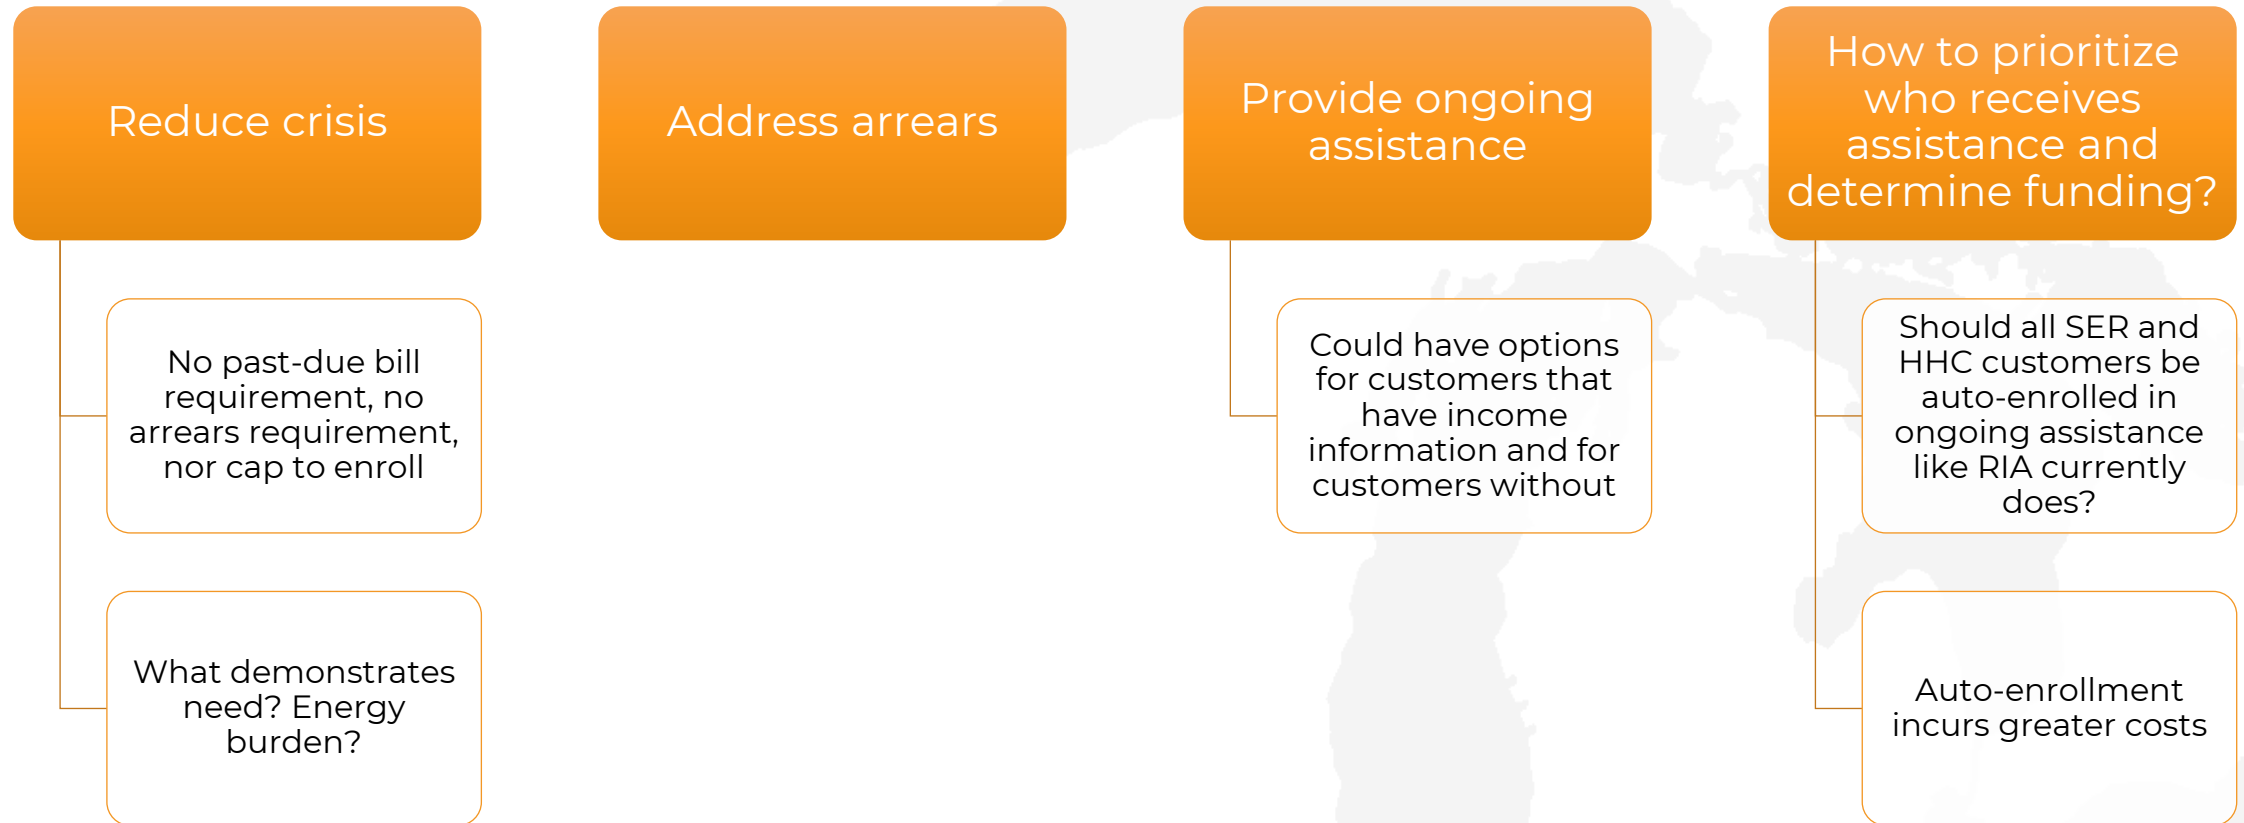 Reduce crisis
No past-due bill
requirement, no
arrears requirement,
nor cap to enroll
What demonstrates
need? Energy
burden?
Address arrears
Provide ongoing
assistance
Could have options
for customers that
have income
information and for
customers without
How to prioritize
who receives
assistance and
determine funding?
Should all SER and
HHC customers be
auto-enrolled in
ongoing assistance
like RIA currently
does?
Auto-enrollment
incurs greater costs